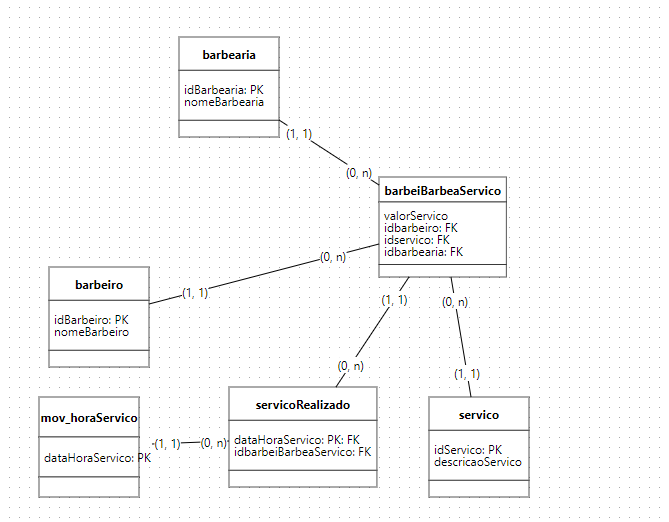 barbearia
idBarbearia: PK
nomeBarbearia
(1, 1)
(0, n)
barbeiBarbeaServico
valorServico
idbarbeiro: FK
idservico: FK
idbarbearia: FK
(0, n)
(1, 1)
barbeiro
idBarbeiro: PK
nomeBarbeiro
(1, 1)
(0, n)
(0, n)
(1, 1)
mov_horaServico
dataHoraServico: PK
(1, 1)
(0, n)
servicoRealizado
dataHoraServico: PK: FK
idbarbeiBarbeaServico: FK
servico
idServico: PK
descricaoServico